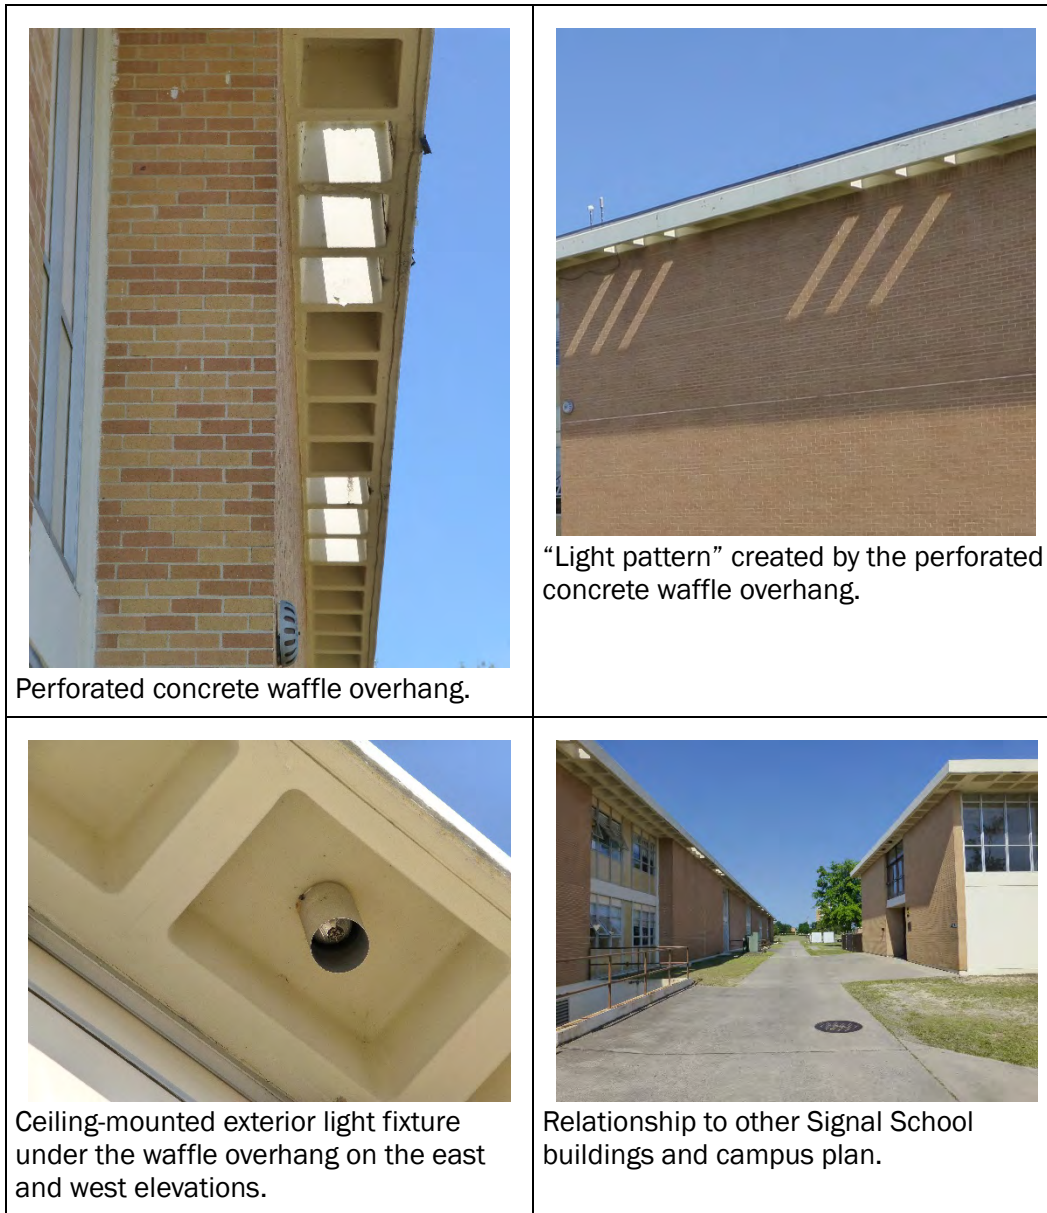 Perforated concrete waffle overhang.
“Light pattern” created by the perforated
concrete waffle overhang.
Ceiling-mounted exterior light fixture
under the waffle overhang on the east
and west elevations.
Relationship to other Signal School
buildings and campus plan.